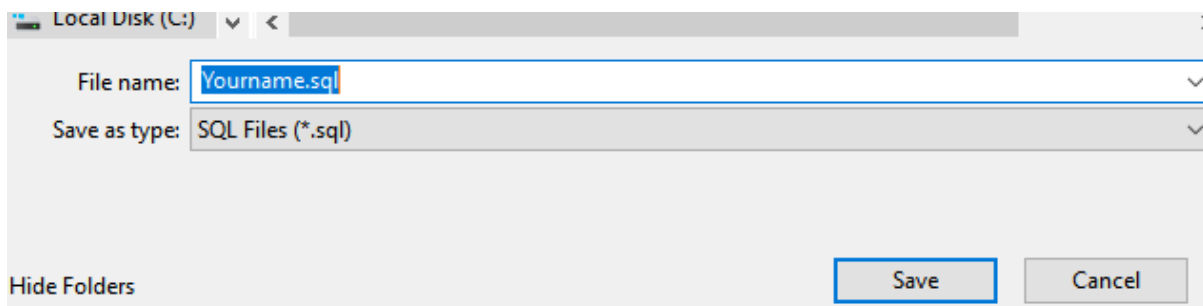 Local Disk (C:)
File name: Yourname.sql
Save as type: SQL Files (*.sql)
Hide Folders
Save
Cancel